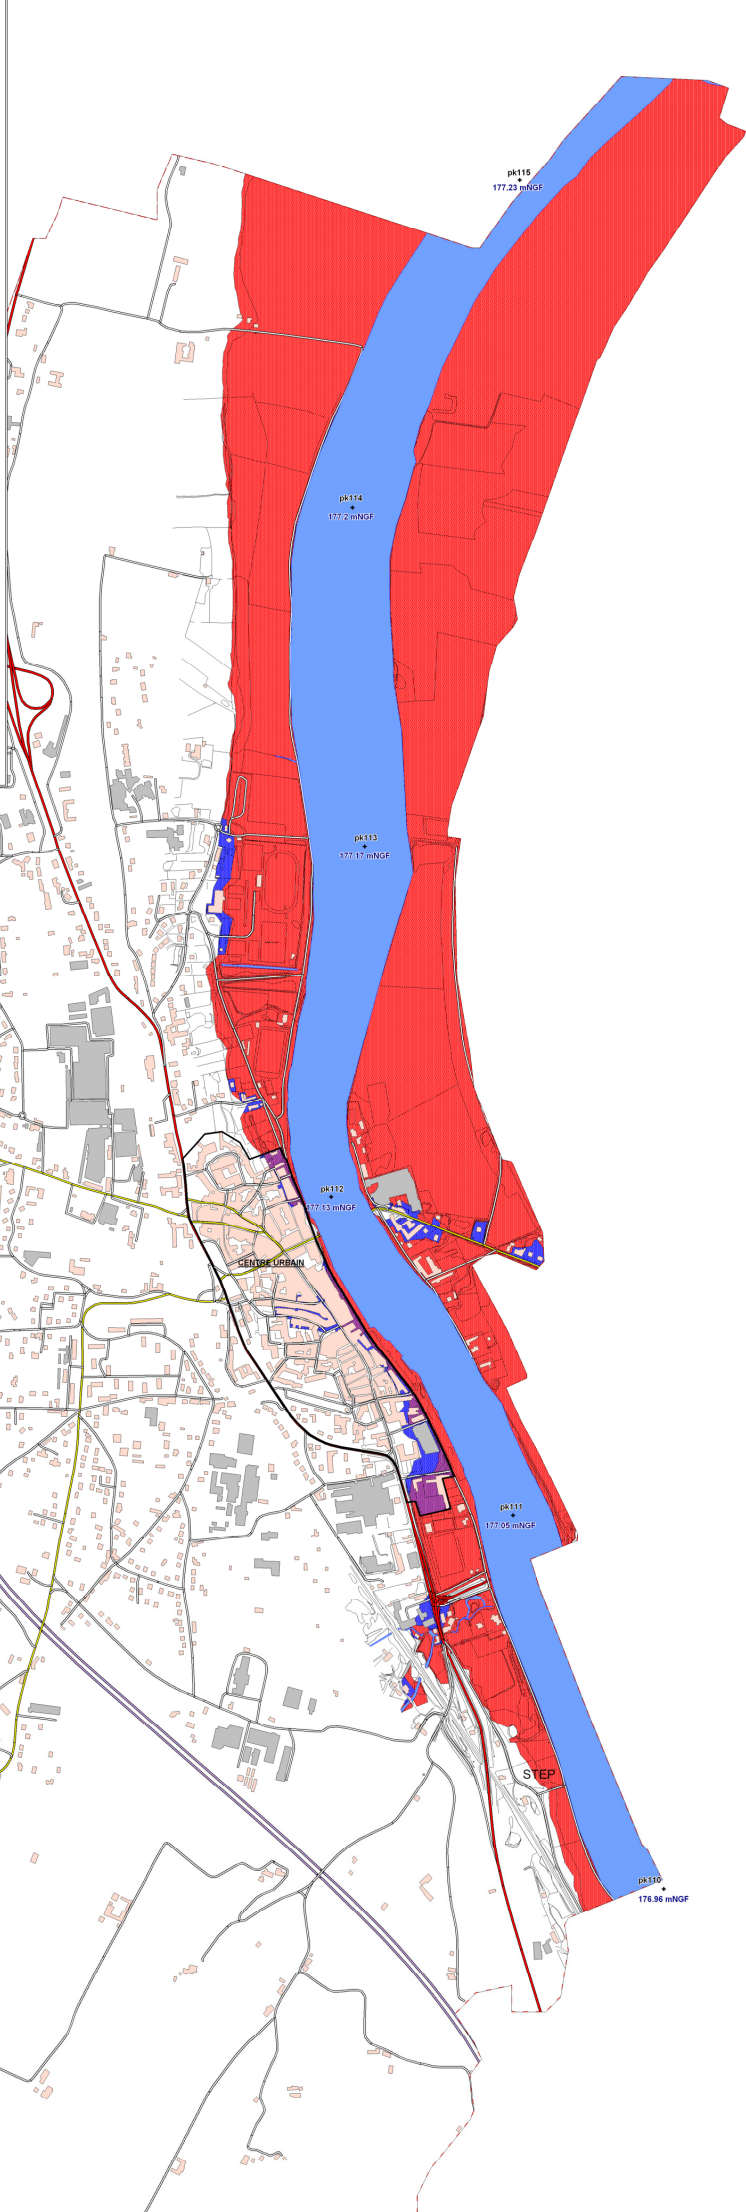 pk115
177.23 mNGF
pk114
177.2 mNGF
pk113
177.17 mNGF
pk112
177.13 mNGF
CENTRE URBAIN
pk111
177.05 mNGF
STEP
pk110
176.96 mNGF